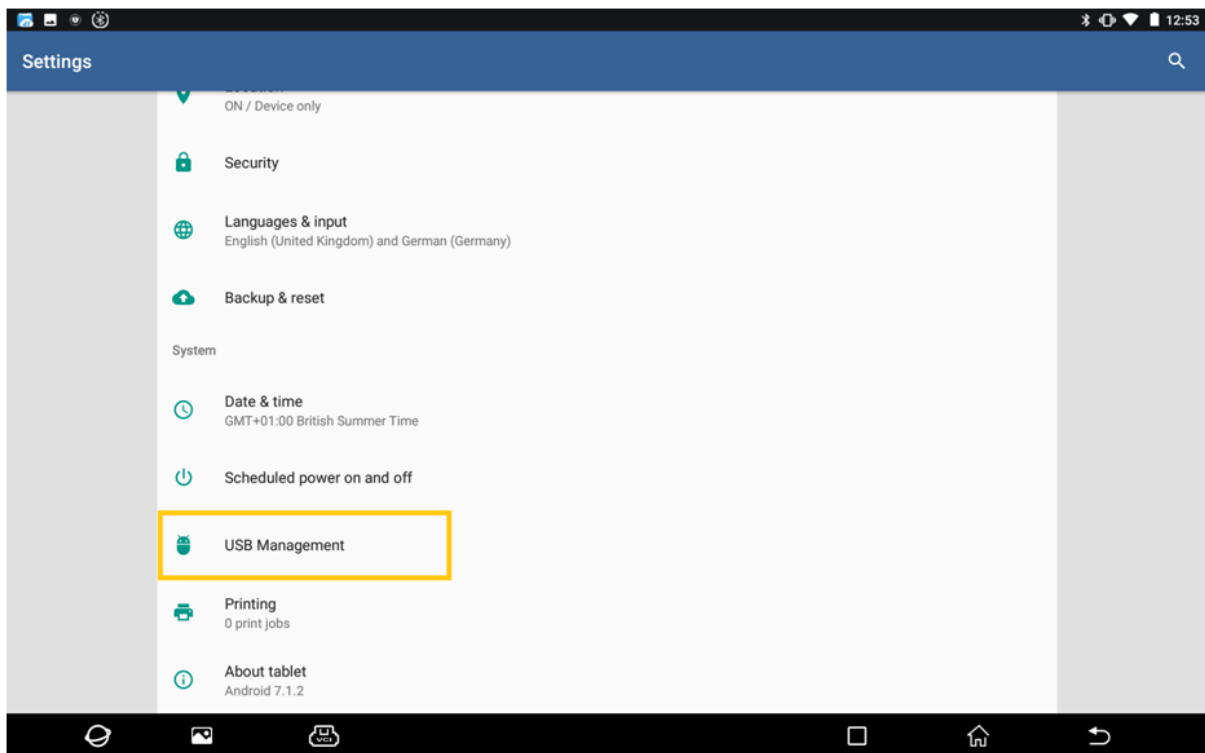 12:53
Settings
ON / Device only
Security
Languages & input
English (United Kingdom) and German (Germany)
Backup & reset
System
Date & time
GMT+01:00 British Summer Time
Scheduled power on and off
USB Management
Printing
0 print jobs
About tablet
Android 7.1.2
VCI